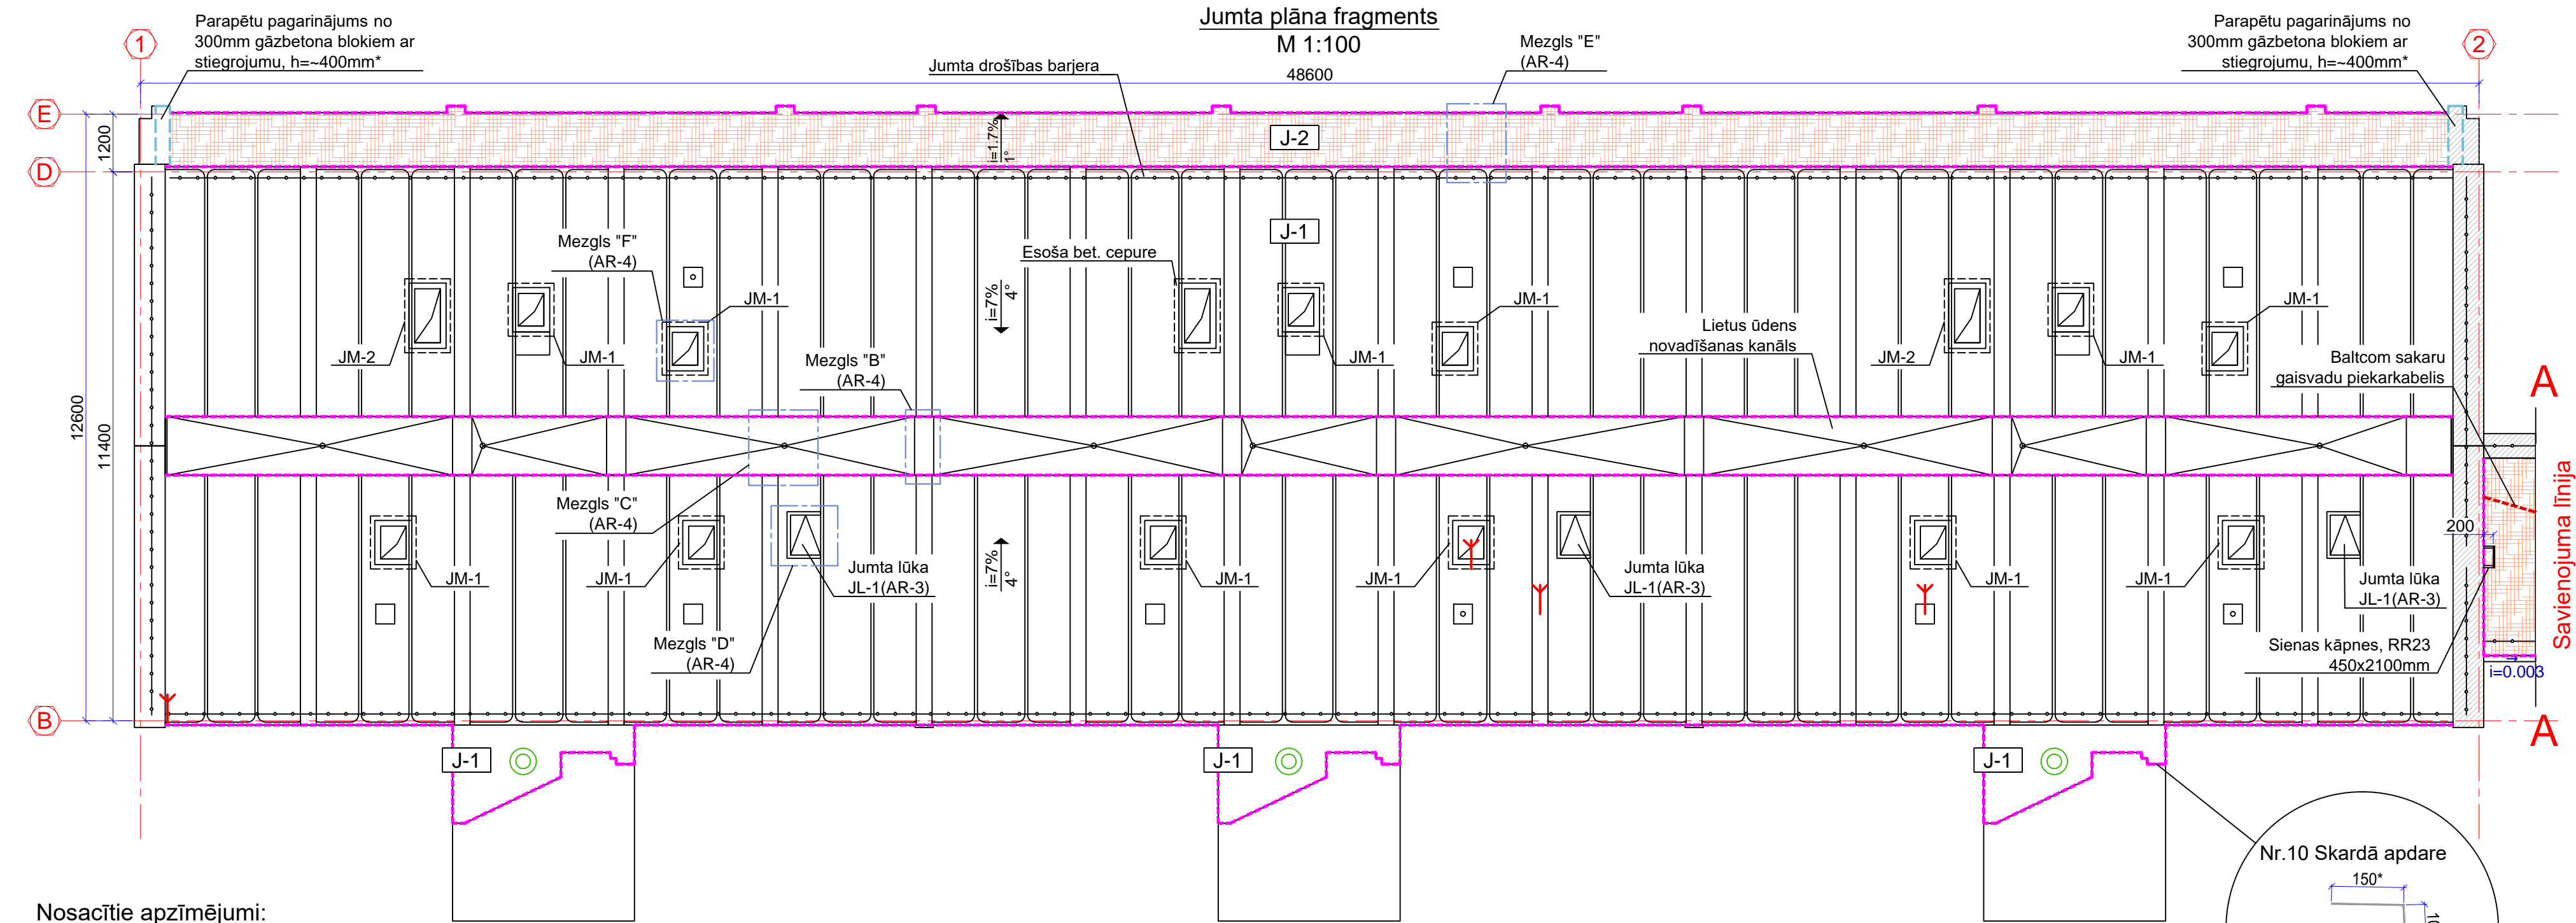 Jumta plāna fragments
M 1:100
Parapētu pagarinājums no
300mm gāzbetona blokiem ar
stiegrojumu, h=~400mm*
Jumta drošības barjera
48600
Mezgls "E"
(AR-4)
Parapētu pagarinājums no
300mm gāzbetona blokiem ar
stiegrojumu, h=~400mm*
1
2
E
D
B
1200
12600
11400
i=1.7%
1°
J-2
J-1
Mezgls "F"
(AR-4)
Esoša bet. cepure
i=7%
4°
JM-1
JM-1
JM-1
JM-2
JM-1
JM-1
JM-2
JM-1
Mezgls "B"
(AR-4)
Lietus ūdens
novadīšanas kanāls
Baltcom sakaru
gaisvadu piekarkabelis
A
Mezgls "C"
(AR-4)
i=7%
4°
200
Savienojuma līnija
JM-1
JM-1
Jumta lūka
JL-1(AR-3)
JM-1
JM-1
Jumta lūka
JL-1(AR-3)
JM-1
JM-1
Jumta lūka
JL-1(AR-3)
Mezgls "D"
(AR-4)
Sienas kāpnes, RR23
450x2100mm
i=0.003
A
J-1
J-1
J-1
Nr.10 Skardā apdare
150*
Nosacītie apzīmējumi: